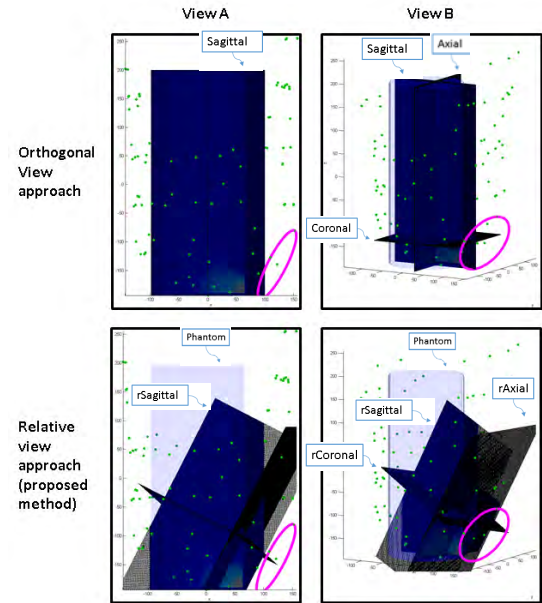 View A
View B
Sagittal
Sagittal
Axial
Orthogonal
View
approach
Coronal
Phantom
rSagittal
Phantom
rSagittal
rAxial
rCoronal
Relative
view
approach
(proposed
method)